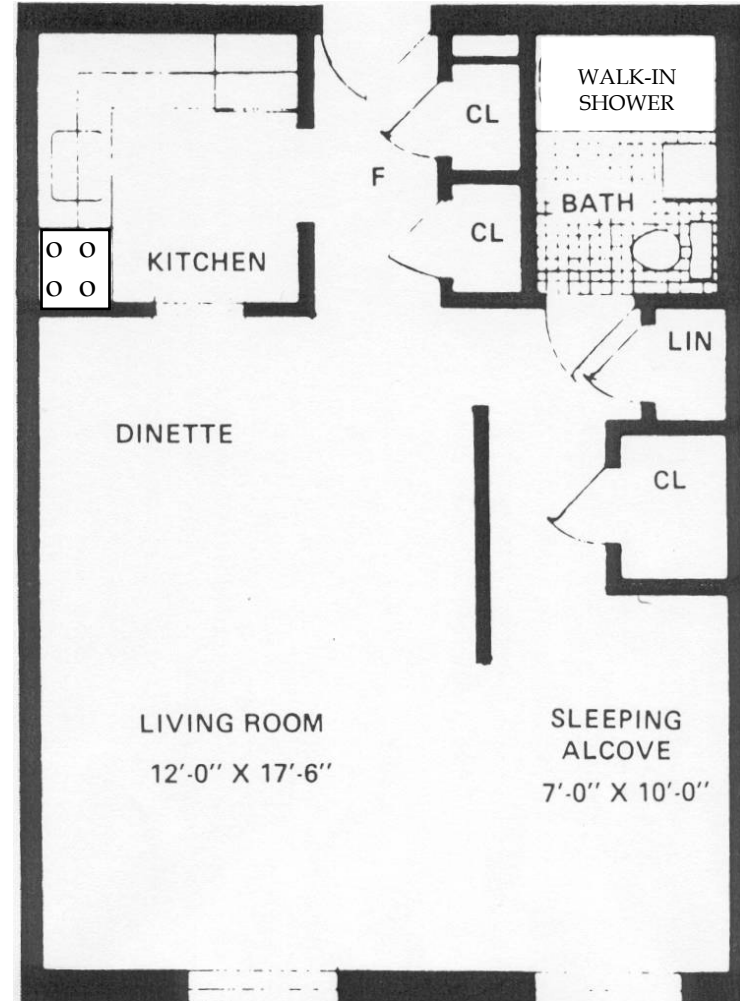 WALK-IN
SHOWER
CL
F
BATH
CL
KITCHEN
O O
O O
LIN
DINETTE
CL
LIVING ROOM
12'-0" X 17'-6"
SLEEPING
ALCOVE
7'-0" X 10'-0"